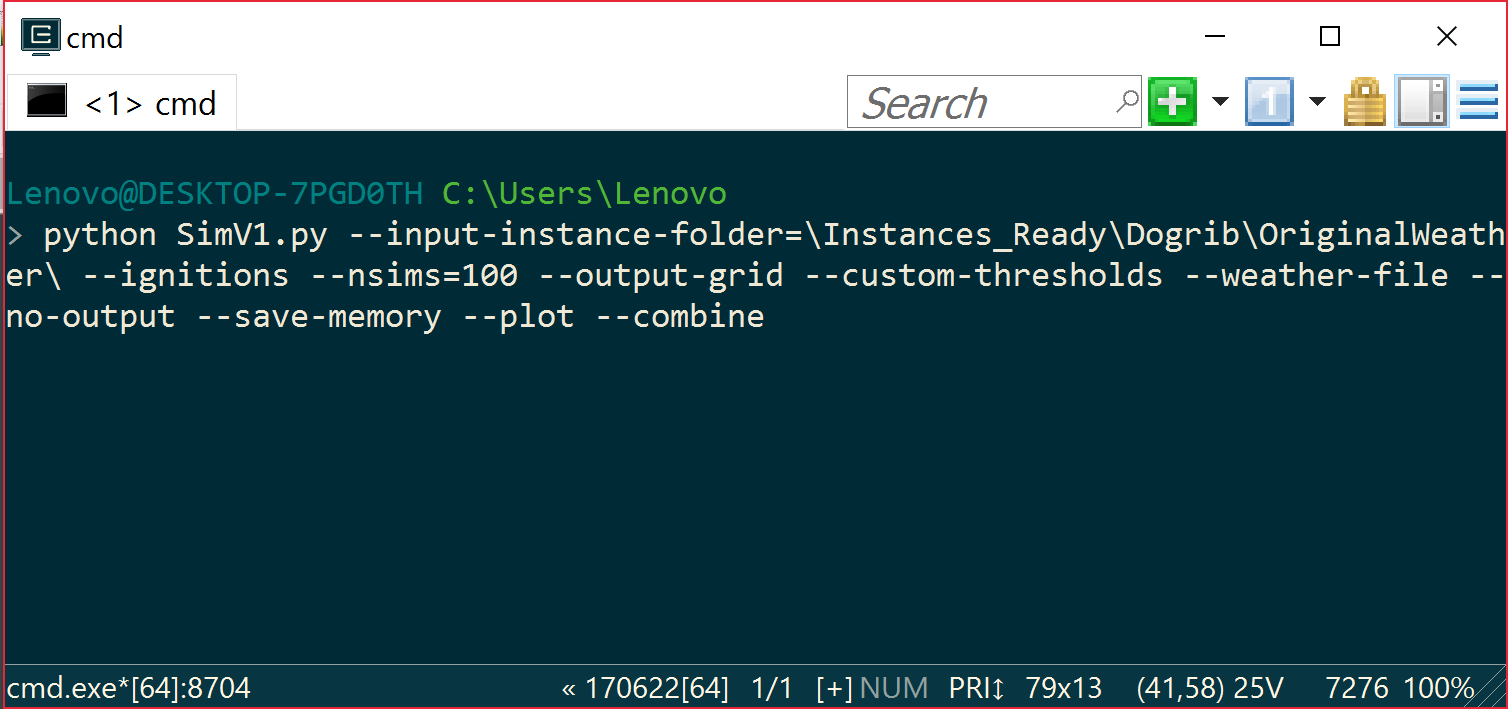 cmd
<1> cmd
Search
1
Lenovo@DESKTOP-7PGD0TH C:\Users\Lenovo
> python SimV1.py --input-instance-folder=\Instances_Ready\Dogrib\OriginalWeath
er\ --ignitions --nsims=100 --output-grid --custom-thresholds --weather-file --
no-output --save-memory --plot --combine
cmd.exe*[64]:8704 « 170622[64] 1/1 [+] NUM PRI↕ 79x13 (41,58) 25V 7276 100%